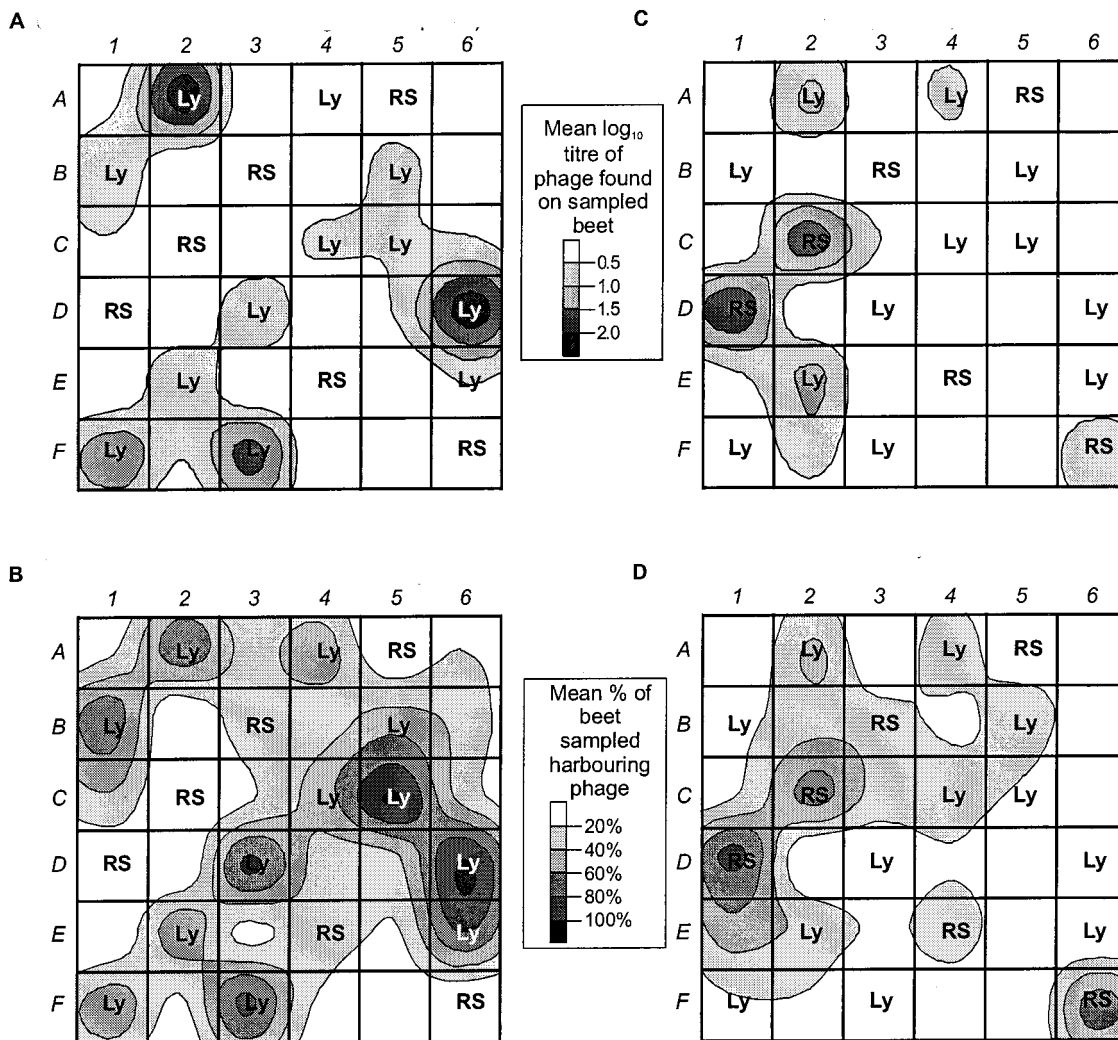 A
1 2 3 4 5 6
A Ly Ly RS
B Ly RS Ly
C RS Ly Ly
D RS Ly Ly
E Ly RS Ly
F Ly Ly RS
Mean log₁₀
titre of
phage found
on sampled
beet
0.5
1.0
1.5
2.0
C
1 2 3 4 5 6
A Ly Ly RS
B Ly RS Ly
C RS Ly Ly
D RS Ly Ly
E Ly RS Ly
F Ly Ly RS
B
1 2 3 4 5 6
A Ly Ly RS
B Ly RS Ly
C RS Ly Ly
D RS Ly Ly
E Ly RS Ly
F Ly Ly RS
Mean % of
beet
sampled
harbouring
phage
20%
40%
60%
80%
100%
D
1 2 3 4 5 6
A Ly Ly RS
B Ly RS Ly
C RS Ly Ly
D RS Ly Ly
E Ly RS Ly
F Ly Ly RS